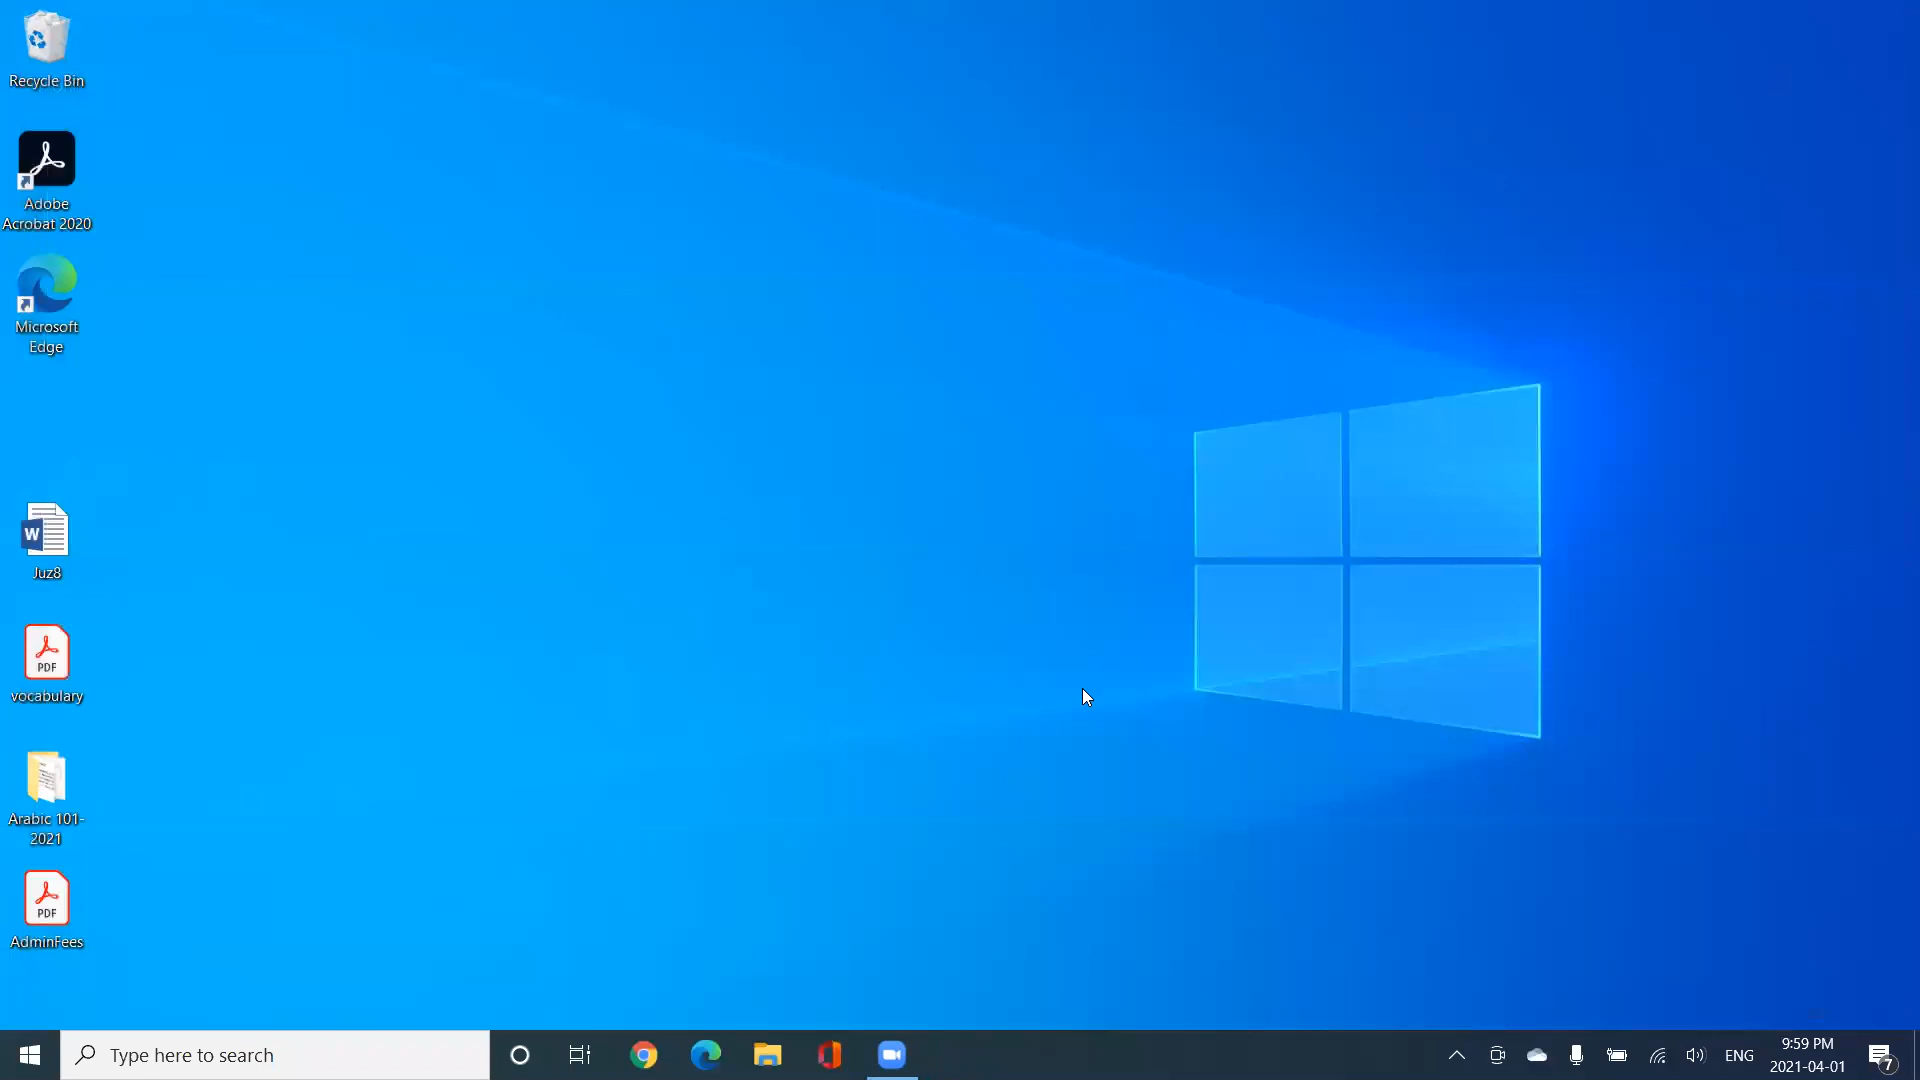 Recycle Bin
Adobe
Acrobat 2020
Microsoft
Edge
W
Juz8
PDF
vocabulary
Arabic 101-
2021
PDF
AdminFees
Type here to search
ENG
9:59 PM
2021-04-01
7